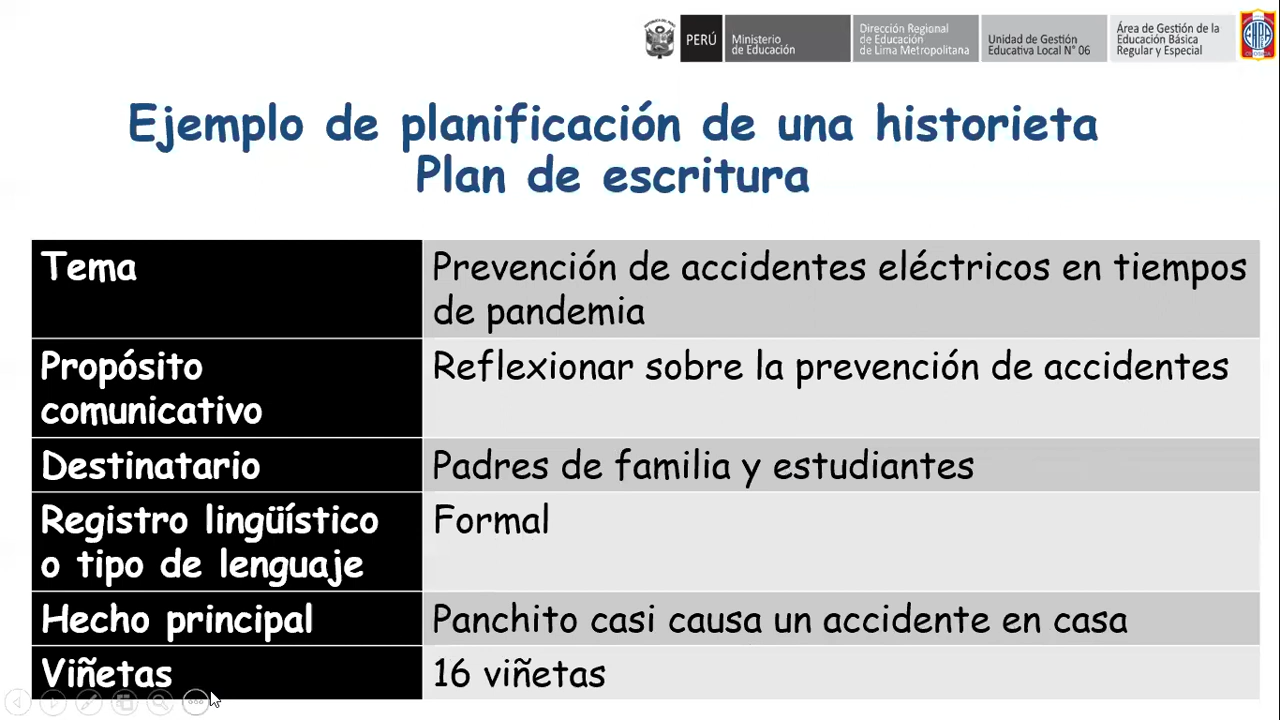 PERÚ
Ministerio
de Educación
Dirección Regional
de Educación
de Lima Metropolitana
Unidad de Gestión
Educativa Local N° 06
Área de Gestión de la
Educación Básica
Regular y Especial
Ejemplo de planificación de una historieta
Plan de escritura
Tema
Prevención de accidentes eléctricos en tiempos
de pandemia
Propósito
comunicativo
Reflexionar sobre la prevención de accidentes
Destinatario
Padres de familia y estudiantes
Registro lingüístico
o tipo de lenguaje
Formal
Hecho principal
Panchito casi causa un accidente en casa
Viñetas
16 viñetas